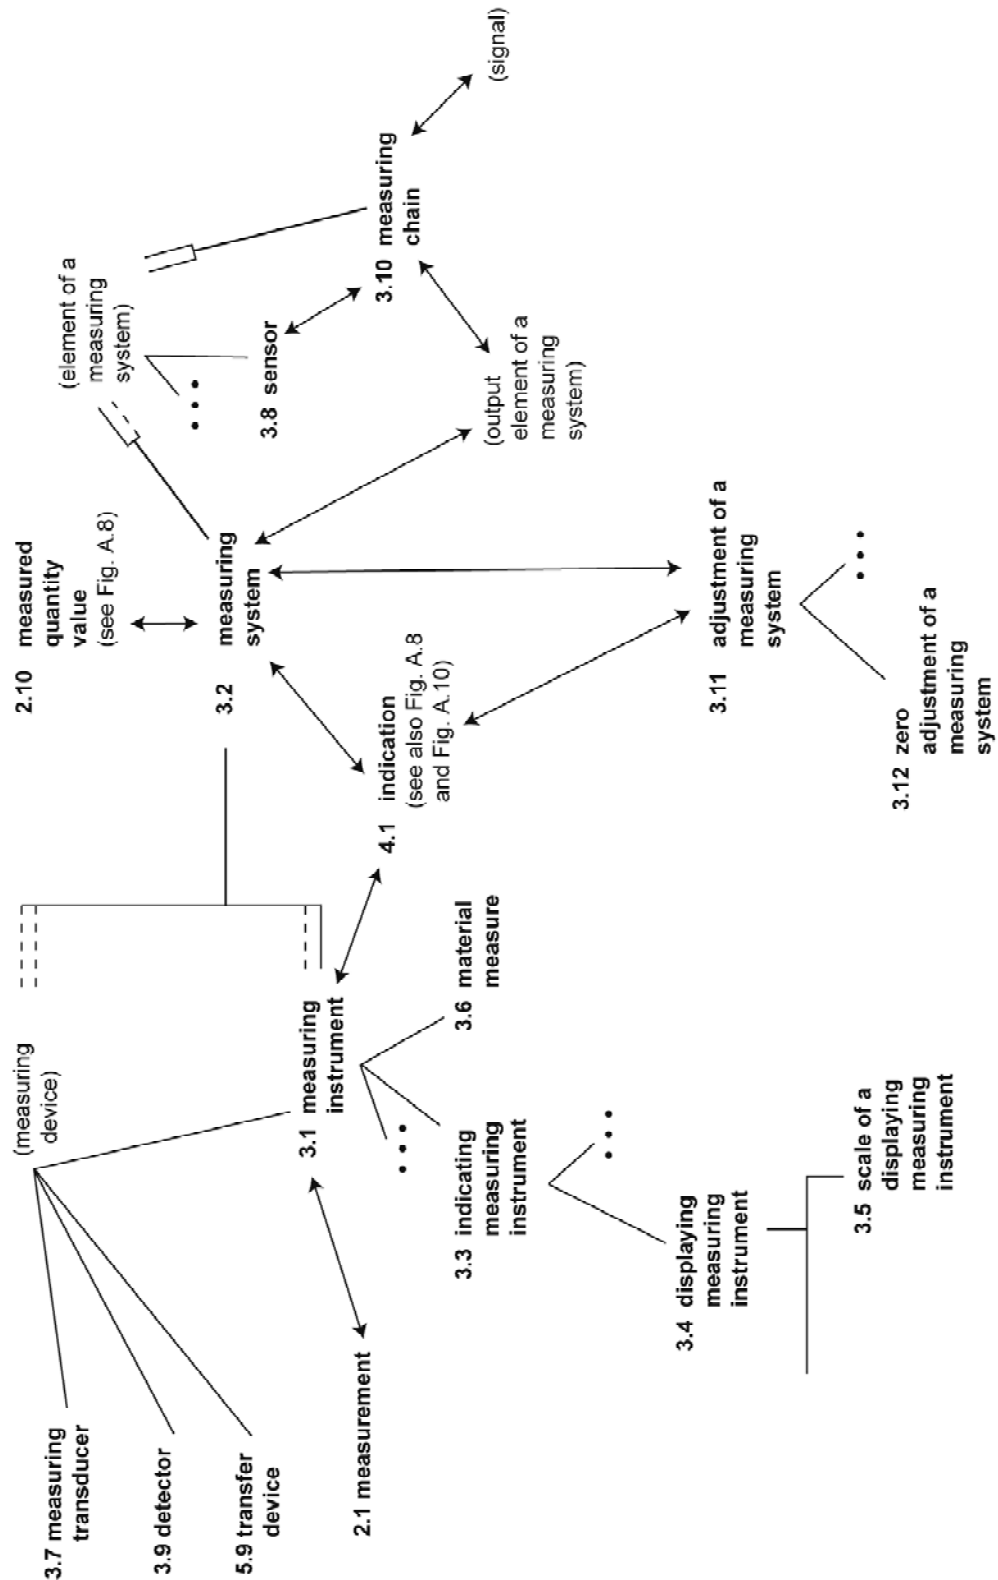 3.7 measuring
transducer
3.9 detector
5.9 transfer
device
2.1 measurement
(measuring
device)
3.1 measuring
instrument
3.3 indicating
measuring
instrument
3.6 material
measure
3.4 displaying
measuring
instrument
3.5 scale of a
displaying
measuring
instrument
2.10 measured
quantity
value
(see Fig. A.8)
3.2 measuring
system
4.1 indication
(see also Fig. A.8
and Fig. A.10)
3.11 adjustment of a
measuring
system
3.12 zero
adjustment of a
measuring
system
(element of a
measuring
system)
3.8 sensor
3.10 measuring
chain
(output
element of a
measuring
system)
(signal)